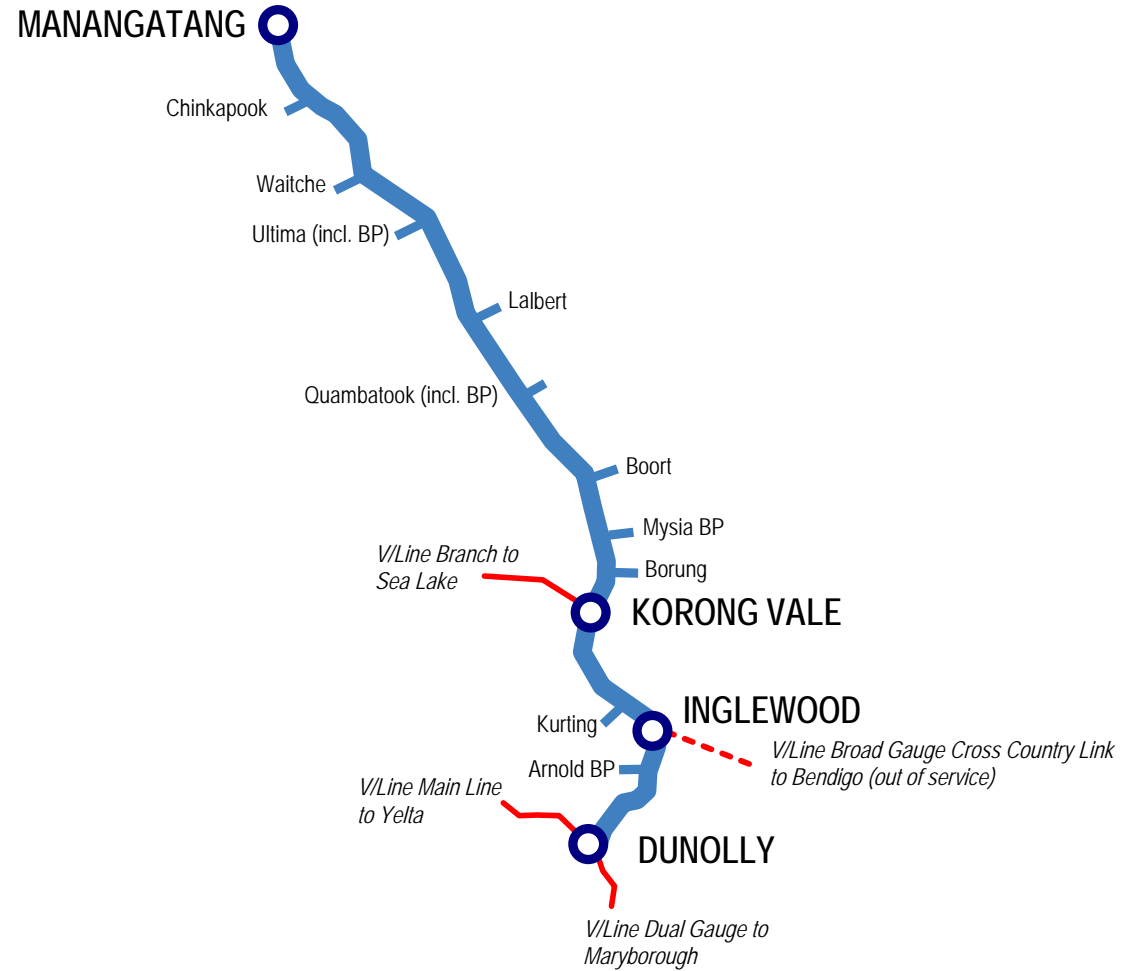 MANANGATANG
Chinkapook
Waitche
Ultima (incl. BP)
Lalbert
Quambatook (incl. BP)
Boort
Mysia BP
V/Line Branch to
Sea Lake
Borung
KORONG VALE
INGLEWOOD
Kurting
V/Line Broad Gauge Cross Country Link
to Bendigo (out of service)
Arnold BP
V/Line Main Line
to Yelta
DUNOLLY
V/Line Dual Gauge to
Maryborough